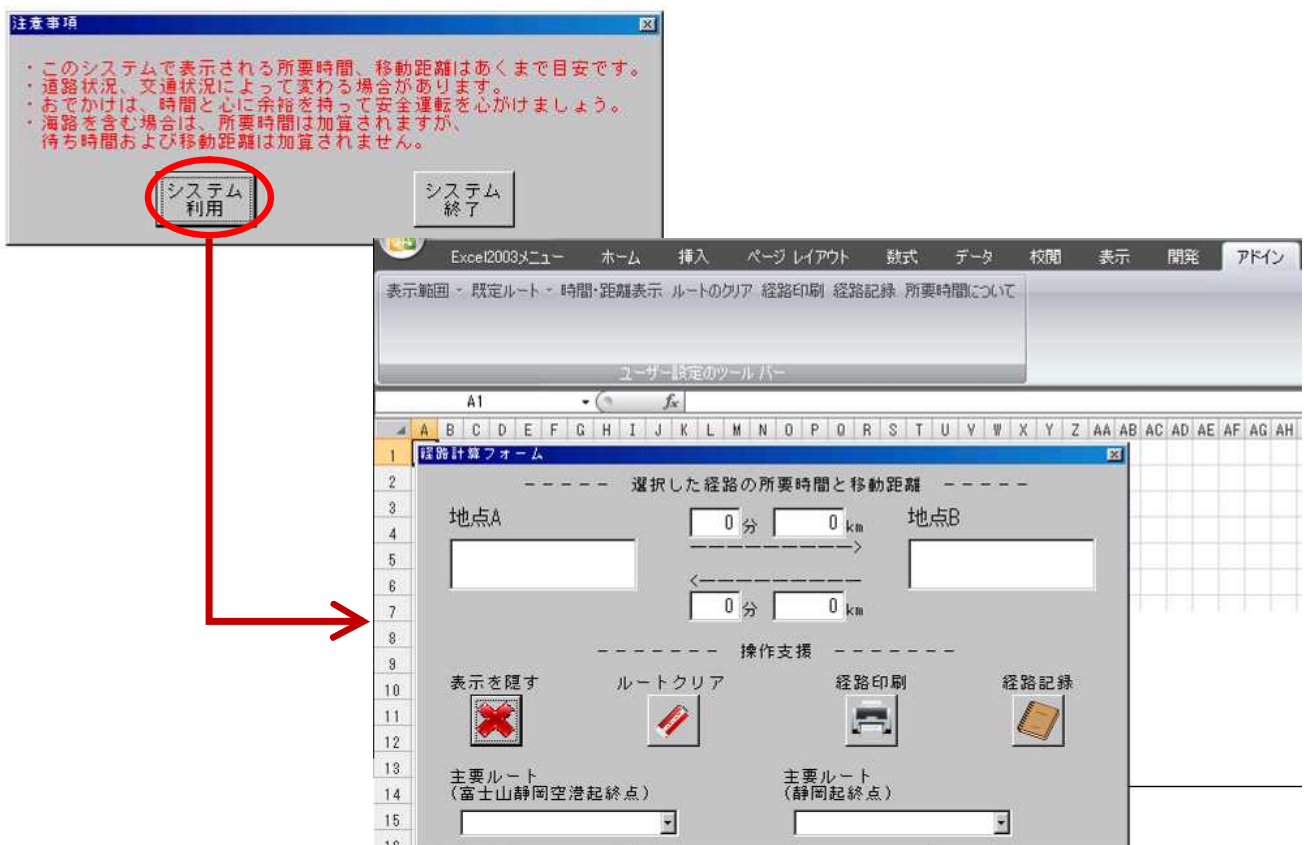 注意事項
・このシステムで表示される所要時間、移動距離はあくまで目安です。
・道路状況、交通状況によって変わる場合があります。
・おでかけは、時間と心に余裕を持って安全運転を心がけましょう。
・海路を含む場合は、所要時間は加算されますが、
待ち時間および移動距離は加算されません。
システム
利用
システム
終了
Excel2003メニュー ホーム 挿入 ページ レイアウト 数式 データ 校閲 表示 開発 アドイン
表示範囲 既定ルート 時間・距離表示 ルートのクリア 経路印刷 経路記録 所要時間について
ユーザー設定のツール バー
A1 fx
A B C D E F G H I J K L M N O P Q R S T U V W X Y Z AA AB AC AD AE AF AG AH
1 経路計算フォーム
2 ----- 選択した経路の所要時間と移動距離 -----
3 地点A 0 分 0 km 地点B
4 ---------->
5
6 <----------
7 0 分 0 km
8 ------- 操作支援 -------
9
10 表示を隠す ルートクリア 経路印刷 経路記録
11
12
13 主要ルート 主要ルート
14 (富士山静岡空港起終点) (静岡起終点)
15
16